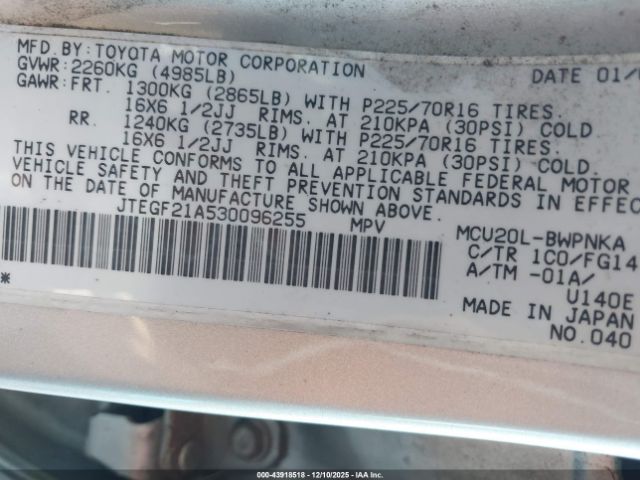 MFD.BY:TOYOTA MOTOR CORPORATION
GVWR:2260KG (4985LB) DATE 01/
GAWR:FRT. 1300KG (2865LB) WITH P225/70R16 TIRES.
16X6 1/2JJ RIMS. AT 210KPA (30PSI) COLD
RR. 1240KG (2735LB) WITH P225/70R16 TIRES.
16X6 1/2JJ RIMS. AT 210KPA (30PSI) COLD.
THIS VEHICLE CONFORMS TO ALL APPLICABLE FEDERAL MOTOR
VEHICLE SAFETY AND THEFT PREVENTION STANDARDS IN EFFEC
ON THE DATE OF MANUFACTURE SHOWN ABOVE.
JTEGF21A530096255 MPV
MCU20L-BWPNKA
C/TR 1C0/FG14
A/TM -01A/
U140E
MADE IN JAPAN
NO.040
*
000-43918518 - 12/10/2025 - IAA Inc.